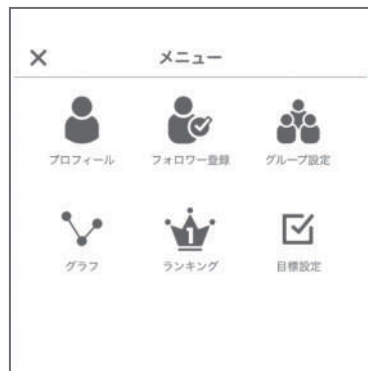 メニュー
プロフィール
フォロワー登録
グループ設定
1
グラフ
ランキング
目標設定